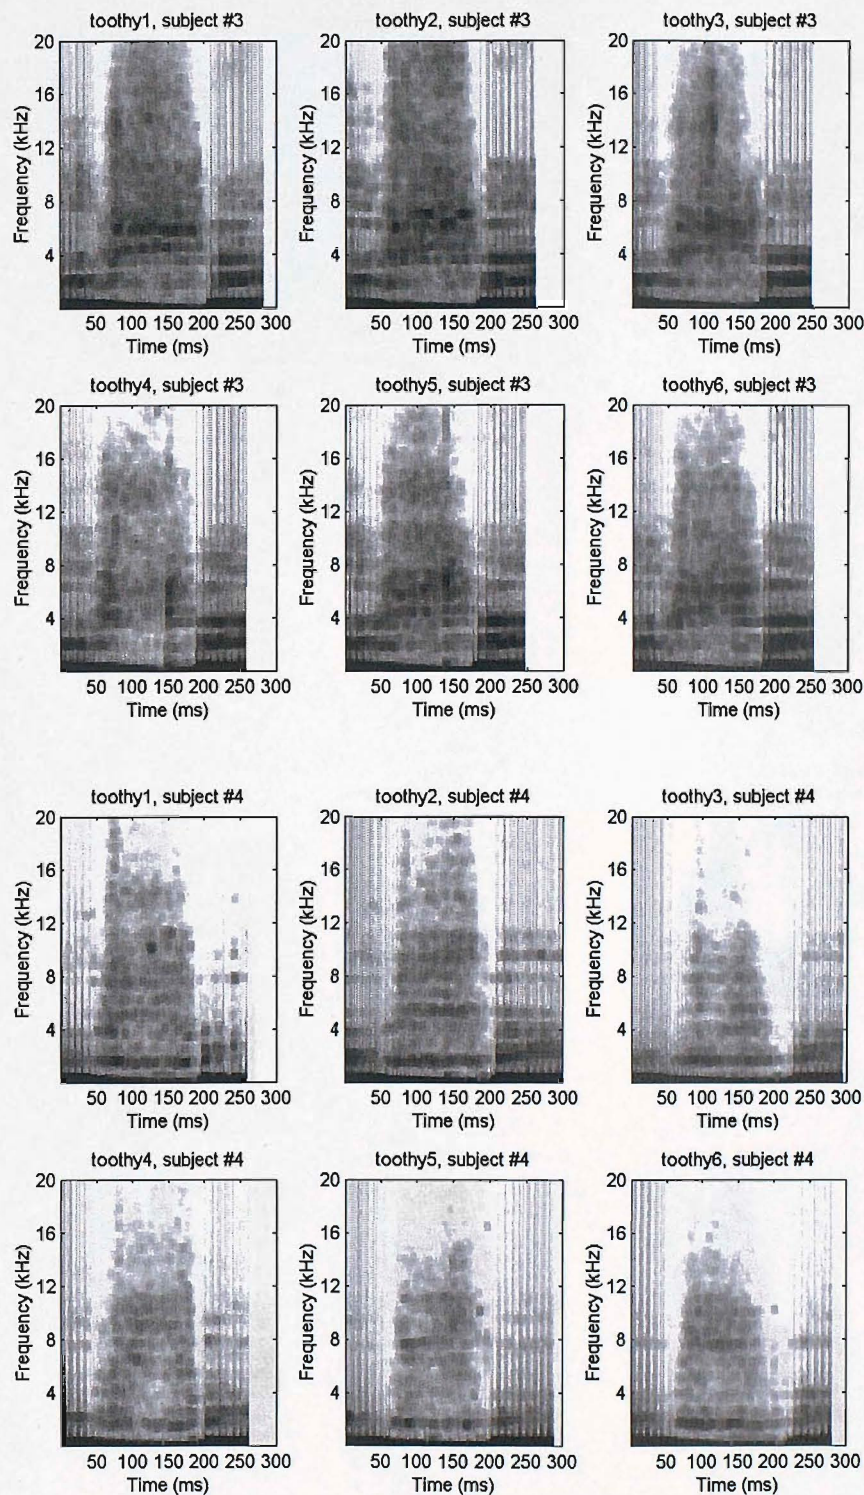 toothy1, subject #3 toothy2, subject #3 toothy3, subject #3
20 20 20
16 16 16
12 12 12
8 8 8
4 4 4
Frequency (kHz) Frequency (kHz) Frequency (kHz)
50 100 150 200 250 300 50 100 150 200 250 300 50 100 150 200 250 300
Time (ms) Time (ms) Time (ms)
toothy4, subject #3 toothy5, subject #3 toothy6, subject #3
20 20 20
16 16 16
12 12 12
8 8 8
4 4 4
Frequency (kHz) Frequency (kHz) Frequency (kHz)
50 100 150 200 250 300 50 100 150 200 250 300 50 100 150 200 250 300
Time (ms) Time (ms) Time (ms)
toothy1, subject #4 toothy2, subject #4 toothy3, subject #4
20 20 20
16 16 16
12 12 12
8 8 8
4 4 4
Frequency (kHz) Frequency (kHz) Frequency (kHz)
50 100 150 200 250 300 50 100 150 200 250 300 50 100 150 200 250 300
Time (ms) Time (ms) Time (ms)
toothy4, subject #4 toothy5, subject #4 toothy6, subject #4
20 20 20
16 16 16
12 12 12
8 8 8
4 4 4
Frequency (kHz) Frequency (kHz) Frequency (kHz)
50 100 150 200 250 300 50 100 150 200 250 300 50 100 150 200 250 300
Time (ms) Time (ms) Time (ms)